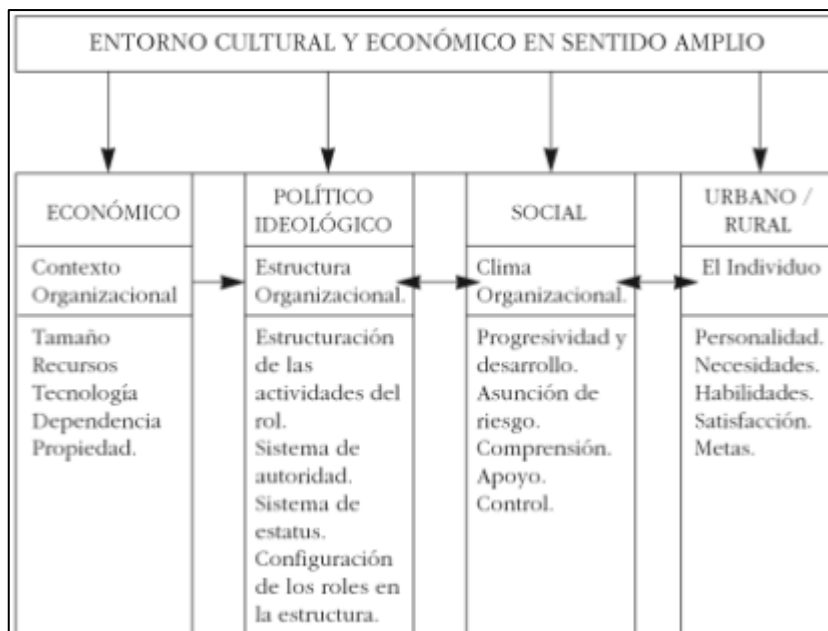 ENTORNO CULTURAL Y ECONÓMICO EN SENTIDO AMPLIO
ECONÓMICO
Contexto
Organizacional
Tamaño
Recursos
Tecnología
Dependencia
Propiedad.
POLÍTICO
IDEOLÓGICO
Estructura
Organizacional.
Estructuración
de las
actividades del
rol.
Sistema de
autoridad.
Sistema de
estatus.
Configuración
de los roles en
la estructura.
SOCIAL
Clima
Organizacional.
Progresividad y
desarrollo.
Asunción de
riesgo.
Comprensión.
Apoyo.
Control.
URBANO /
RURAL
El Individuo
Personalidad.
Necesidades.
Habilidades.
Satisfacción.
Metas.